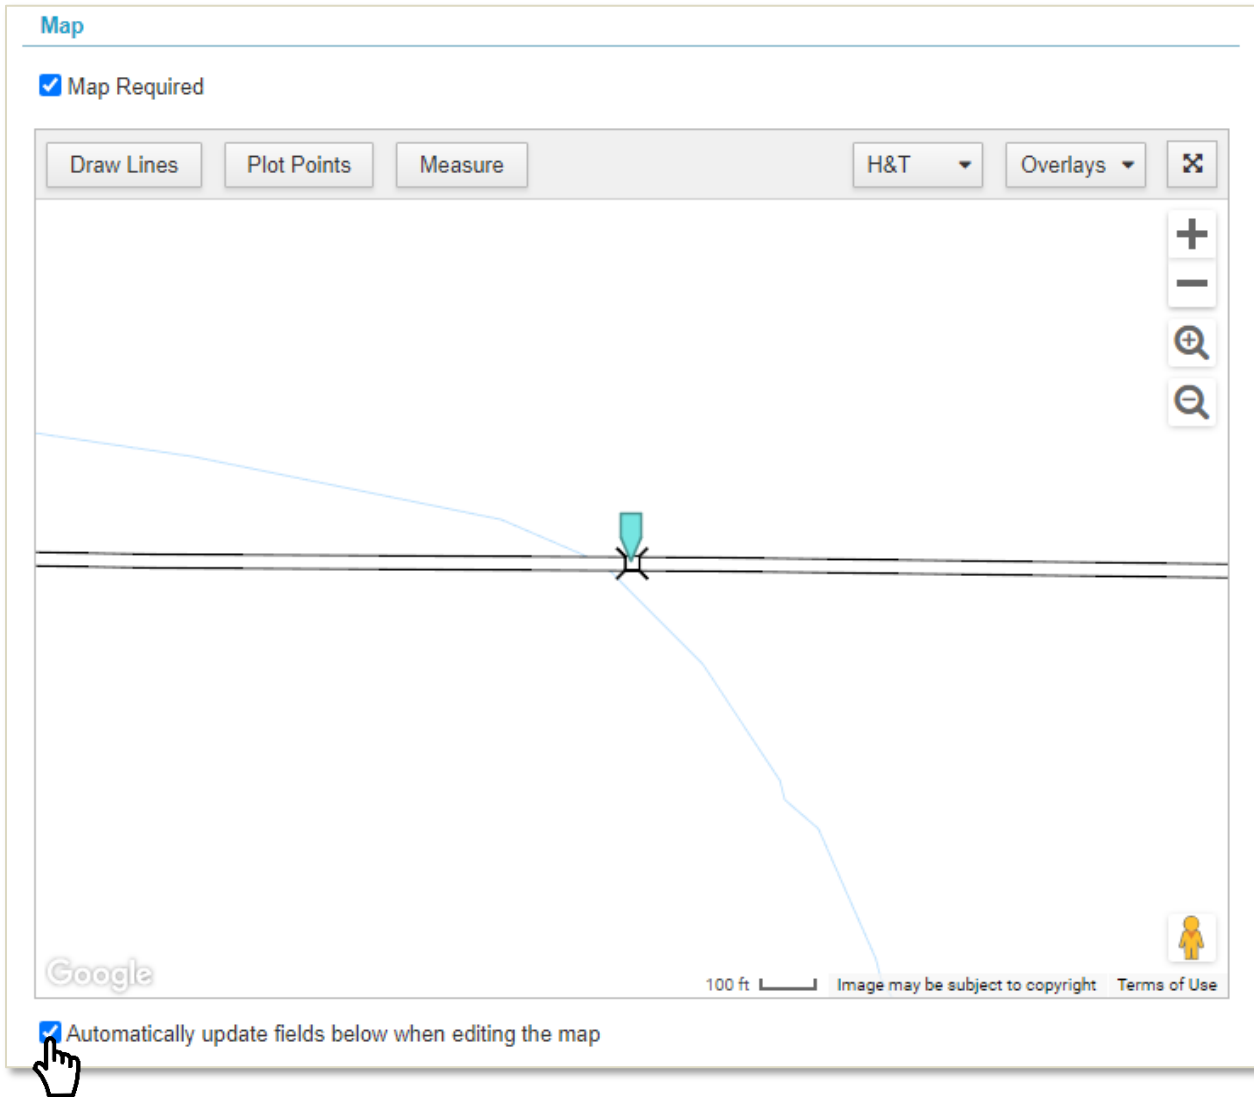 Map
Map Required
Draw Lines Plot Points Measure H&T Overlays
Google
100 ft Image may be subject to copyright Terms of Use
Automatically update fields below when editing the map